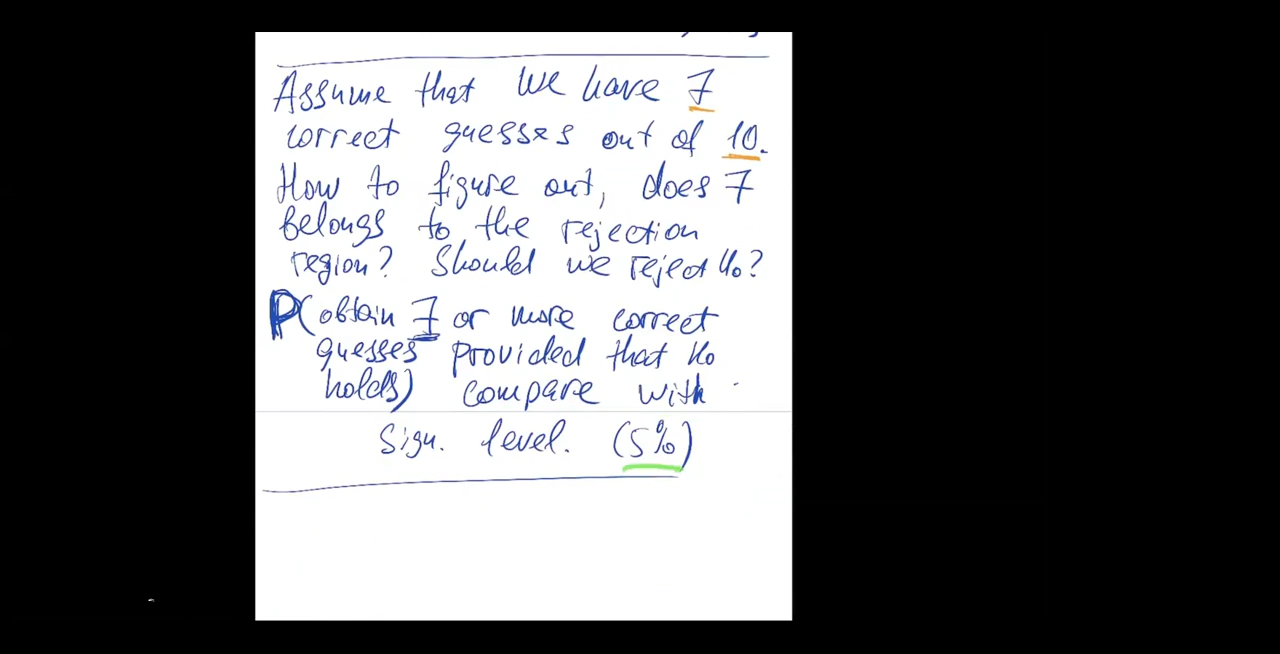 Assume that we have 7
correct guesses out of 10.
How to figure out, does 7
belongs to the rejection
region? Should we reject H₀?
P(obtain 7 or more correct
guesses provided that H₀
holds) compare with
Sign. level. (5%)